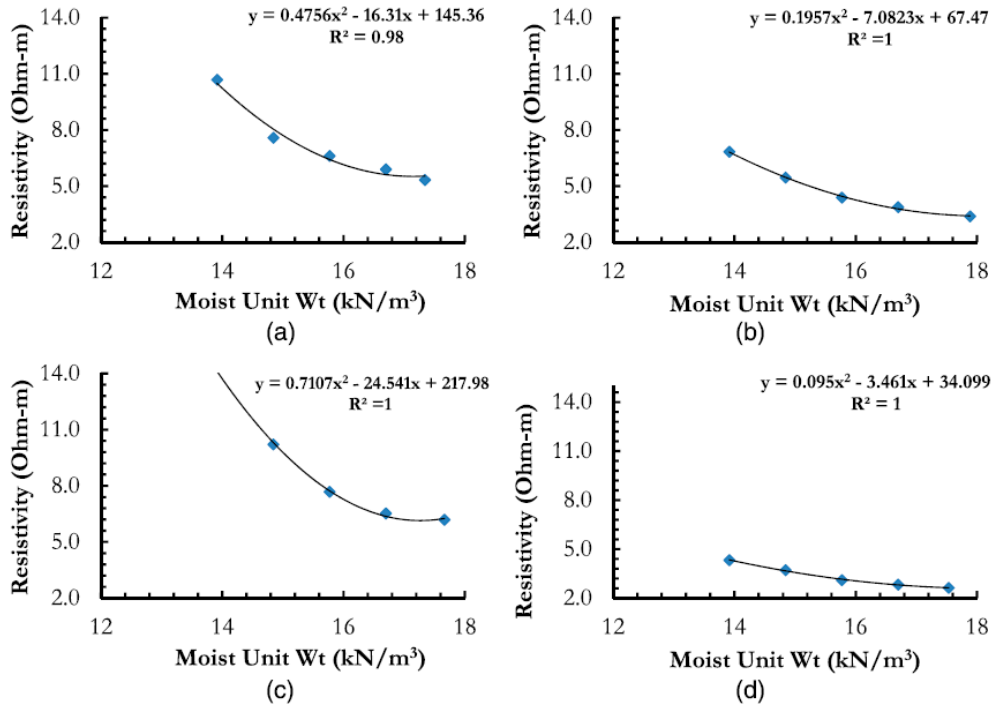 y = 0.4756x² - 16.31x + 145.36
R² = 0.98
14.0
11.0
8.0
5.0
2.0
Resistivity (Ohm-m)
12 14 16 18
Moist Unit Wt (kN/m³)
(a)
y = 0.1957x² - 7.0823x + 67.47
R² =1
14.0
11.0
8.0
5.0
2.0
Resistivity (Ohm-m)
12 14 16 18
Moist Unit Wt (kN/m³)
(b)
y = 0.7107x² - 24.541x + 217.98
R² =1
14.0
11.0
8.0
5.0
2.0
Resistivity (Ohm-m)
12 14 16 18
Moist Unit Wt (kN/m³)
(c)
y = 0.095x² - 3.461x + 34.099
R² = 1
14.0
11.0
8.0
5.0
2.0
Resistivity (Ohm-m)
12 14 16 18
Moist Unit Wt (kN/m³)
(d)